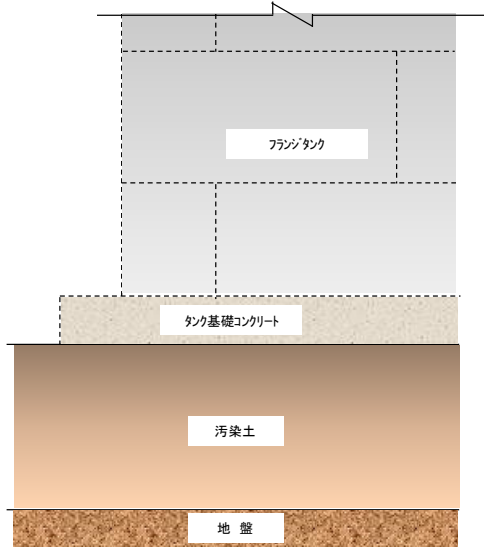 フランジタンク
タンク基礎コンクリート
汚染土
地 盤